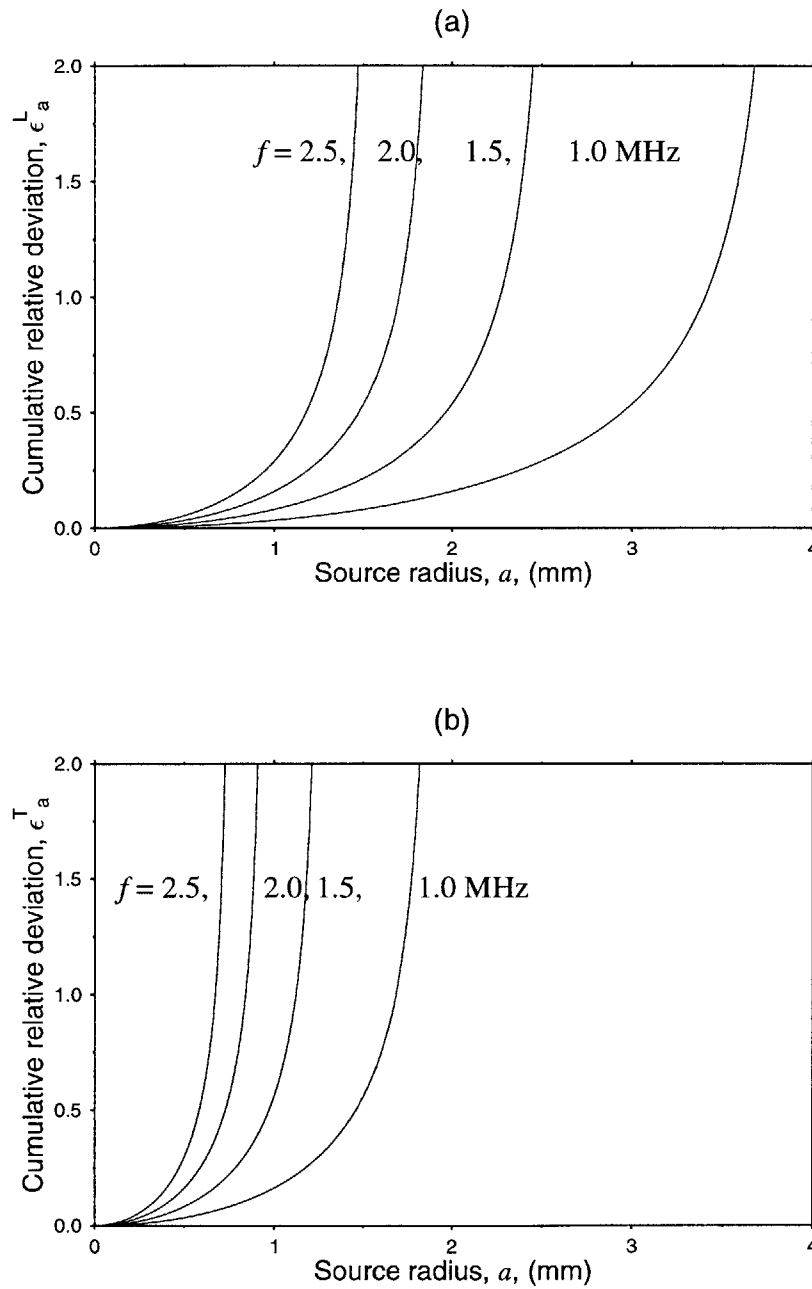 (a)
Cumulative relative deviation, ϵ^L_a
2.0
1.5
1.0
0.5
0.0
f = 2.5, 2.0, 1.5, 1.0 MHz
0 1 2 3 4
Source radius, a, (mm)
(b)
Cumulative relative deviation, ϵ^T_a
2.0
1.5
1.0
0.5
0.0
f = 2.5, 2.0, 1.5, 1.0 MHz
0 1 2 3 4
Source radius, a, (mm)